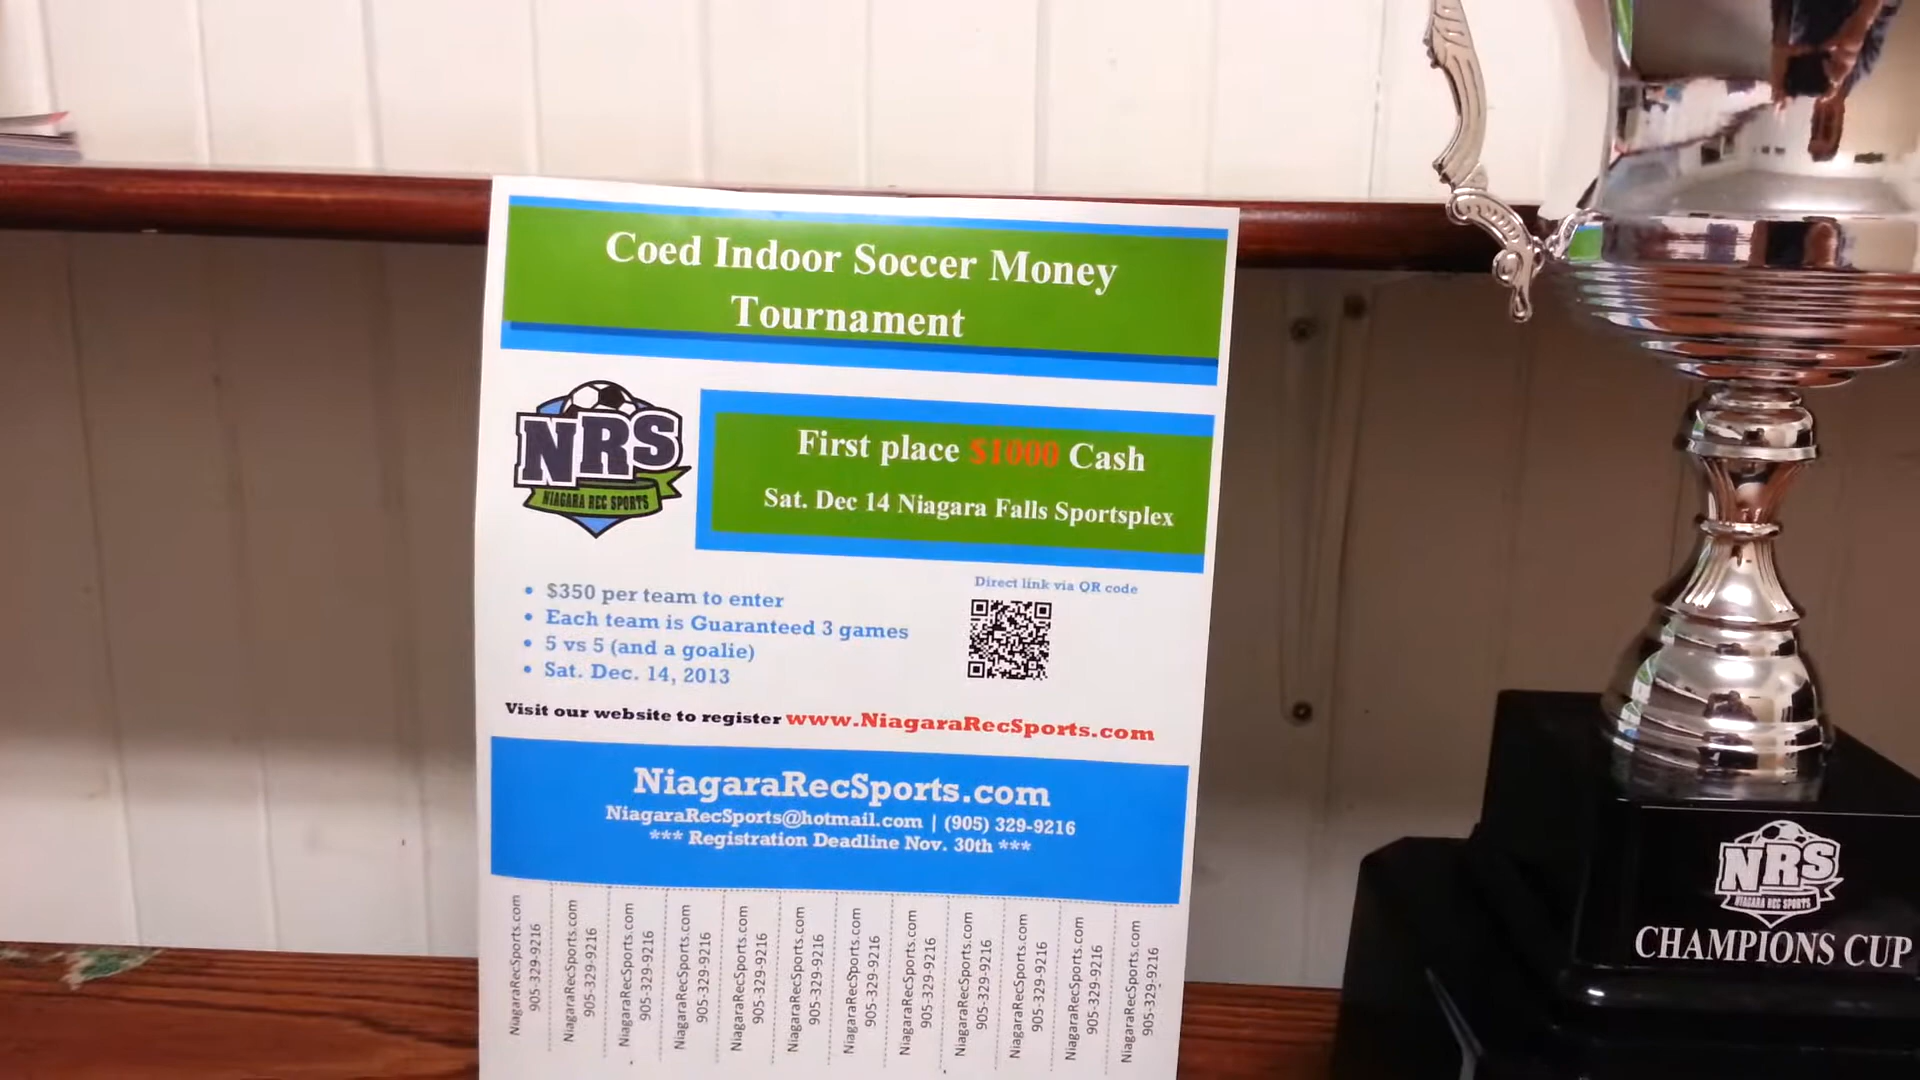 Coed Indoor Soccer Money
Tournament
NRS
NIAGARA REC SPORTS
First place $1000 Cash
Sat. Dec 14 Niagara Falls Sportsplex
Direct link via QR code
• $350 per team to enter
• Each team is Guaranteed 3 games
• 5 vs 5 (and a goalie)
• Sat. Dec. 14, 2013
Visit our website to register www.NiagaraRecSports.com
NiagaraRecSports.com
NiagaraRecSports@hotmail.com | (905) 329-9216
*** Registration Deadline Nov. 30th ***
NiagaraRecSports.com
905-329-9216
NiagaraRecSports.com
905-329-9216
NiagaraRecSports.com
905-329-9216
NiagaraRecSports.com
905-329-9216
NiagaraRecSports.com
905-329-9216
NiagaraRecSports.com
905-329-9216
NiagaraRecSports.com
905-329-9216
NiagaraRecSports.com
905-329-9216
NiagaraRecSports.com
905-329-9216
NiagaraRecSports.com
905-329-9216
NiagaraRecSports.com
905-329-9216
NiagaraRecSports.com
905-329-9216
NRS
NIAGARA REC SPORTS
CHAMPIONS CUP